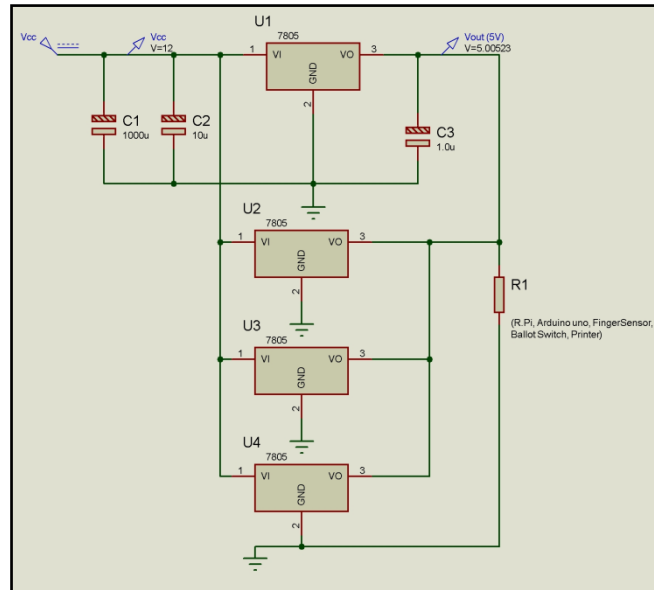 U1
7805
Vcc
Vcc
V=12
1
VI
VO
3
GND
2
Vout (5V)
V=5.00523
C1
1000u
C2
10u
C3
1.0u
U2
7805
1
VI
VO
3
GND
2
R1
(R.Pi, Arduino uno, FingerSensor,
Ballot Switch, Printer)
U3
7805
1
VI
VO
3
GND
2
U4
7805
1
VI
VO
3
GND
2